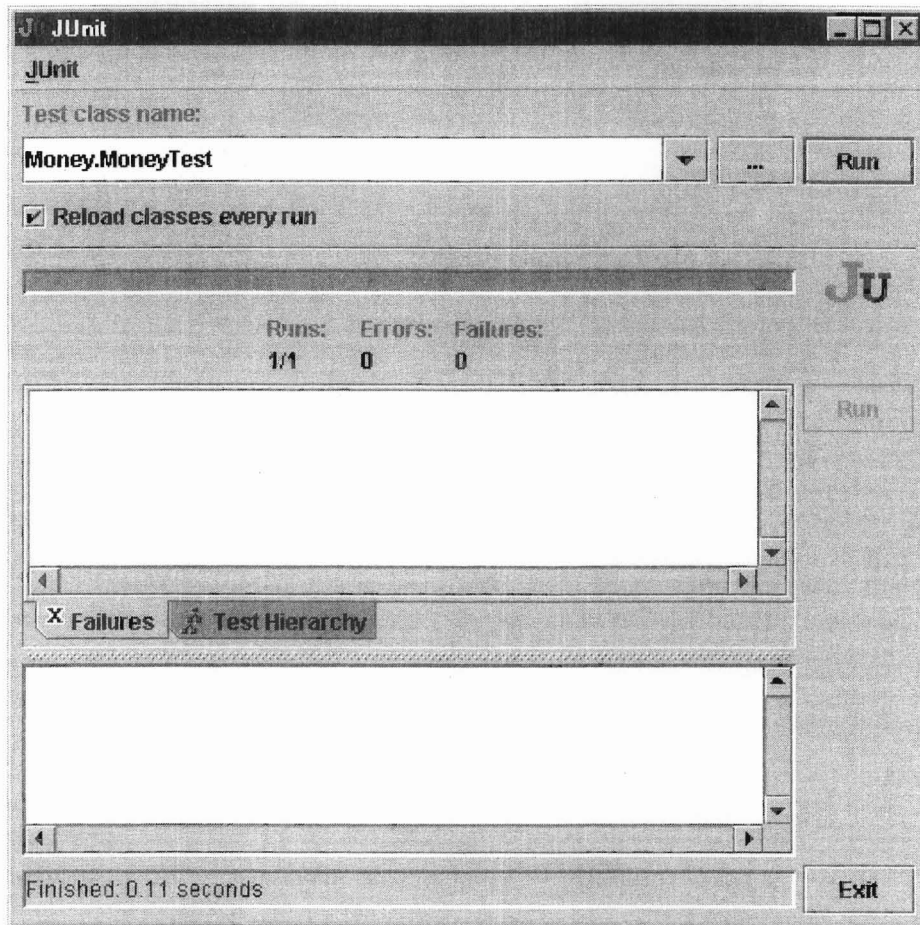 JU JUnit
JUnit
Test class name:
Money.MoneyTest
...
Run
Reload classes every run
JU
Runs: Errors: Failures:
1/1 0 0
Run
X Failures
Test Hierarchy
Finished: 0.11 seconds
Exit